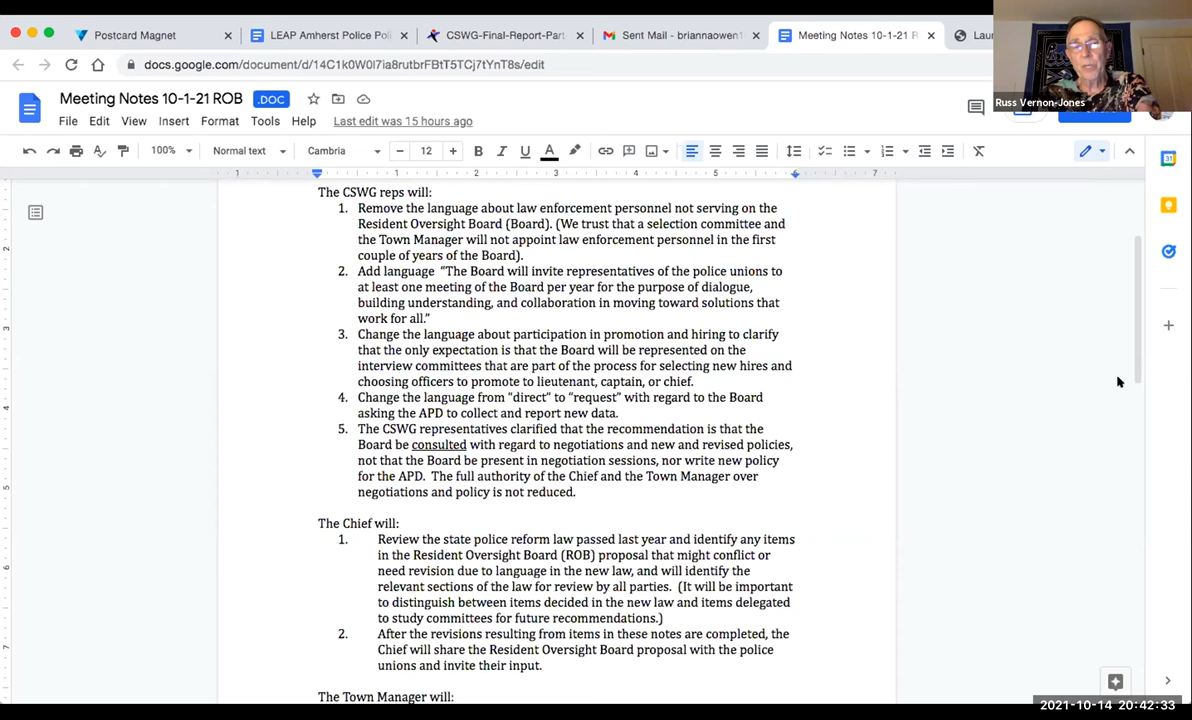 Postcard Magnet
LEAP Amherst Police Poli
CSWG-Final-Report-Part-
Sent Mail - briannaowen1
Meeting Notes 10-1-21 R
Lau
docs.google.com/document/d/14C1k0W0l7ia8rutbrFBtT5TCj7tYnT8s/edit
Russ Vernon-Jones
Meeting Notes 10-1-21 ROB .DOC
File Edit View Insert Format Tools Help Last edit was 15 hours ago
100% Normal text Cambria − 12 + B I U A
1 1 2 3 4 5 6 7
2
3
4
5
6
7
31
The CSWG reps will:
1. Remove the language about law enforcement personnel not serving on the
Resident Oversight Board (Board). (We trust that a selection committee and
the Town Manager will not appoint law enforcement personnel in the first
couple of years of the Board).
2. Add language “The Board will invite representatives of the police unions to
at least one meeting of the Board per year for the purpose of dialogue,
building understanding, and collaboration in moving toward solutions that
work for all.”
3. Change the language about participation in promotion and hiring to clarify
that the only expectation is that the Board will be represented on the
interview committees that are part of the process for selecting new hires and
choosing officers to promote to lieutenant, captain, or chief.
4. Change the language from “direct” to “request” with regard to the Board
asking the APD to collect and report new data.
5. The CSWG representatives clarified that the recommendation is that the
Board be consulted with regard to negotiations and new and revised policies,
not that the Board be present in negotiation sessions, nor write new policy
for the APD. The full authority of the Chief and the Town Manager over
negotiations and policy is not reduced.
The Chief will:
1. Review the state police reform law passed last year and identify any items
in the Resident Oversight Board (ROB) proposal that might conflict or
need revision due to language in the new law, and will identify the
relevant sections of the law for review by all parties. (It will be important
to distinguish between items decided in the new law and items delegated
to study committees for future recommendations.)
2. After the revisions resulting from items in these notes are completed, the
Chief will share the Resident Oversight Board proposal with the police
unions and invite their input.
The Town Manager will:
2021-10-14 20:42:33